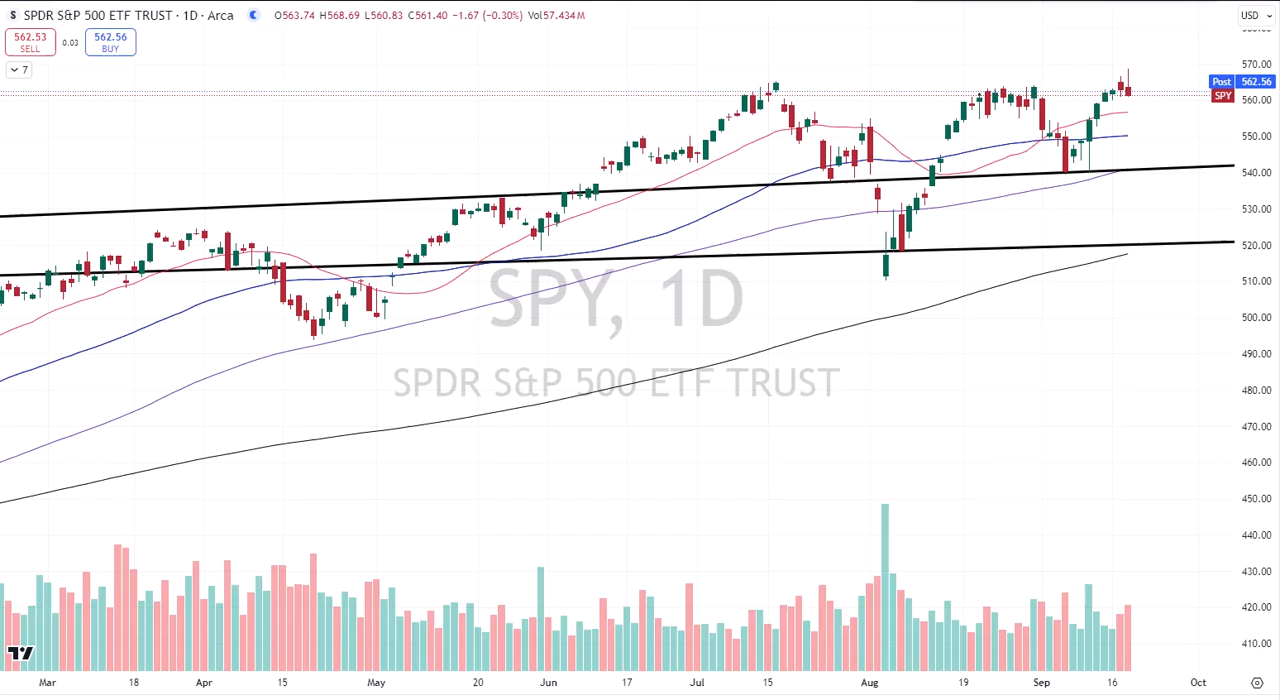 S SPDR S&P 500 ETF TRUST · 1D · Arca O563.74 H568.69 L560.83 C561.40 −1.67 (−0.30%) Vol57.434M
USD
562.53
SELL
0.03
562.56
BUY
7
570.00
Post 562.56
SPY
560.00
550.00
540.00
530.00
520.00
510.00
500.00
490.00
480.00
470.00
460.00
450.00
440.00
430.00
420.00
410.00
SPY, 1D
SPDR S&P 500 ETF TRUST
Mar 18 Apr 15 May 20 Jun 17 Jul 15 Aug 19 Sep 16 Oct